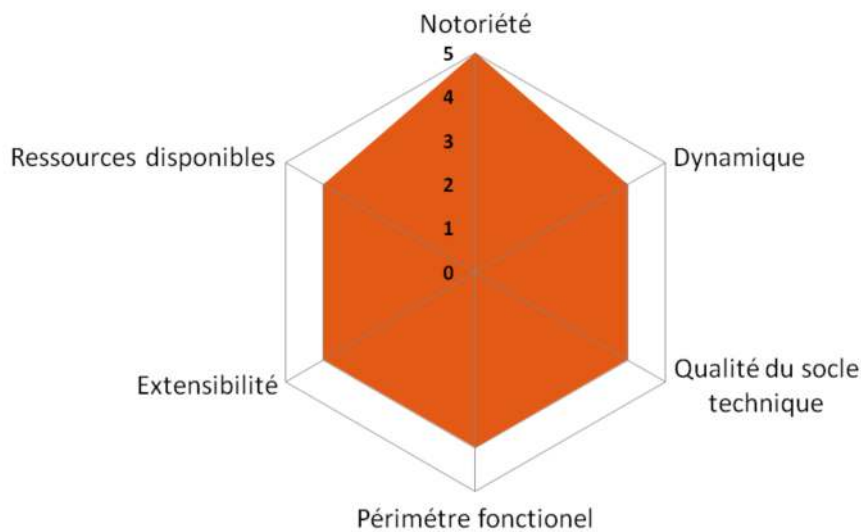 Notoriété
5
4
3
2
1
0
Ressources disponibles
Dynamique
Extensibilité
Qualité du socle
technique
Périmétre fonctionel